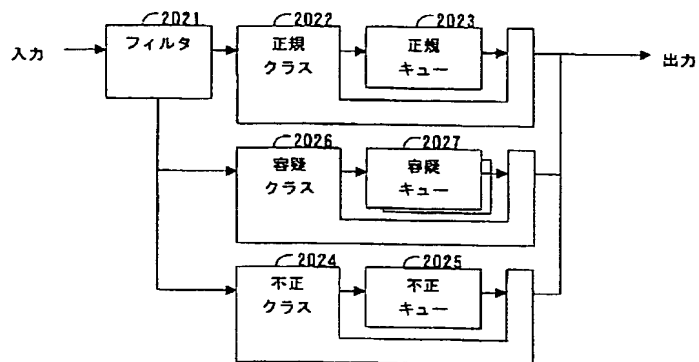 2021
2022
2023
入力
フィルタ
正規
クラス
正規
キュー
出力
2026
2027
容疑
クラス
容疑
キュー
2024
2025
不正
クラス
不正
キュー